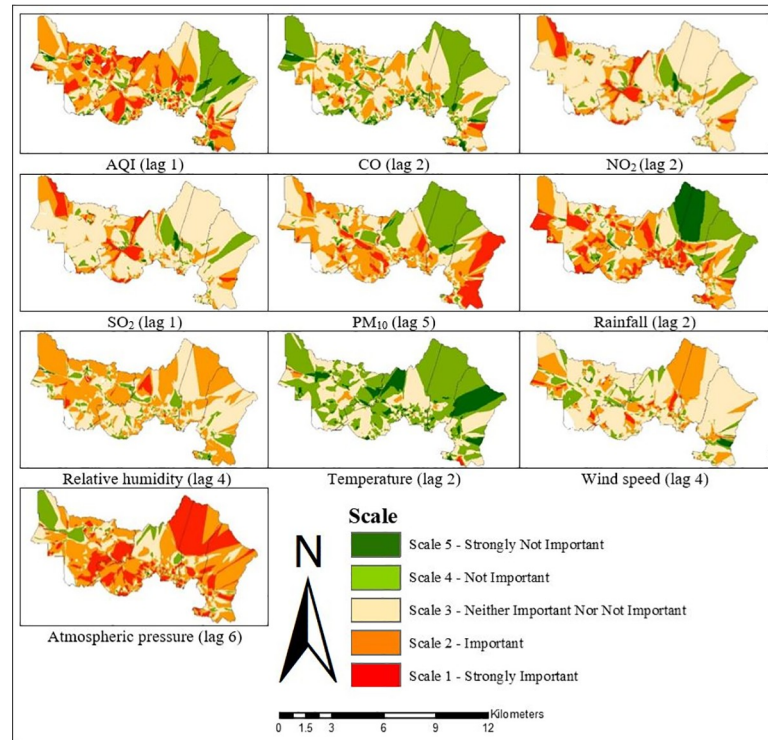 AQI (lag 1)
CO (lag 2)
NO₂ (lag 2)
SO₂ (lag 1)
PM₁₀ (lag 5)
Rainfall (lag 2)
Relative humidity (lag 4)
Temperature (lag 2)
Wind speed (lag 4)
Atmospheric pressure (lag 6)
N
Scale
Scale 5 - Strongly Not Important
Scale 4 - Not Important
Scale 3 - Neither Important Nor Not Important
Scale 2 - Important
Scale 1 - Strongly Important
Kilometers
0 1.5 3 6 9 12